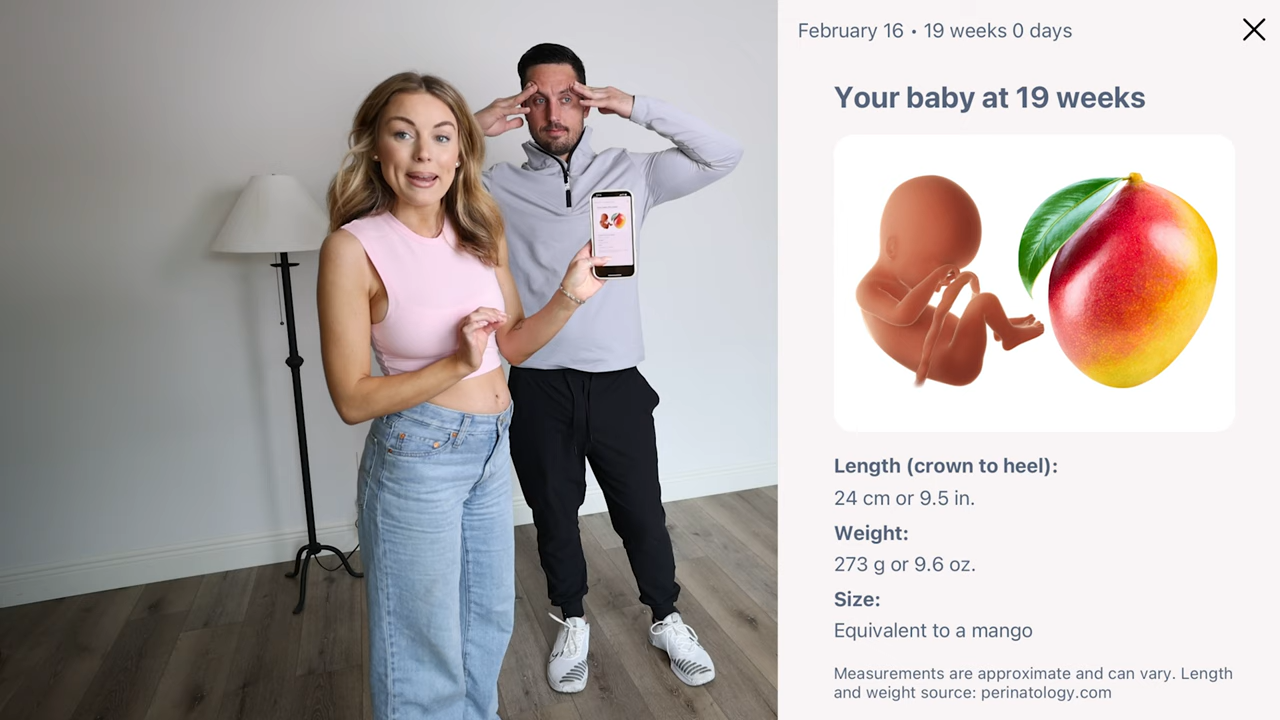 February 16 • 19 weeks 0 days
Your baby at 19 weeks
Length (crown to heel):
24 cm or 9.5 in.
Weight:
273 g or 9.6 oz.
Size:
Equivalent to a mango
Measurements are approximate and can vary. Length
and weight source: perinatology.com